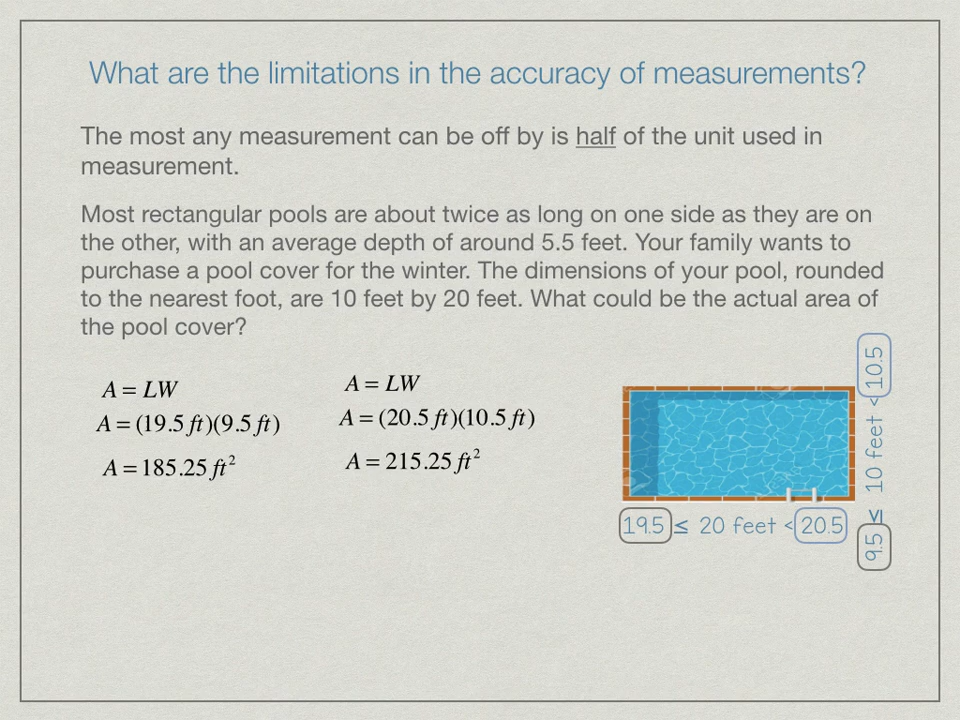 What are the limitations in the accuracy of measurements?
The most any measurement can be off by is half of the unit used in
measurement.
Most rectangular pools are about twice as long on one side as they are on
the other, with an average depth of around 5.5 feet. Your family wants to
purchase a pool cover for the winter. The dimensions of your pool, rounded
to the nearest foot, are 10 feet by 20 feet. What could be the actual area of
the pool cover?
A = LW
A = (19.5 ft)(9.5 ft)
A = 185.25 ft²
A = LW
A = (20.5 ft)(10.5 ft)
A = 215.25 ft²
19.5 ≤ 20 feet < 20.5
9.5 ≤ 10 feet < 10.5